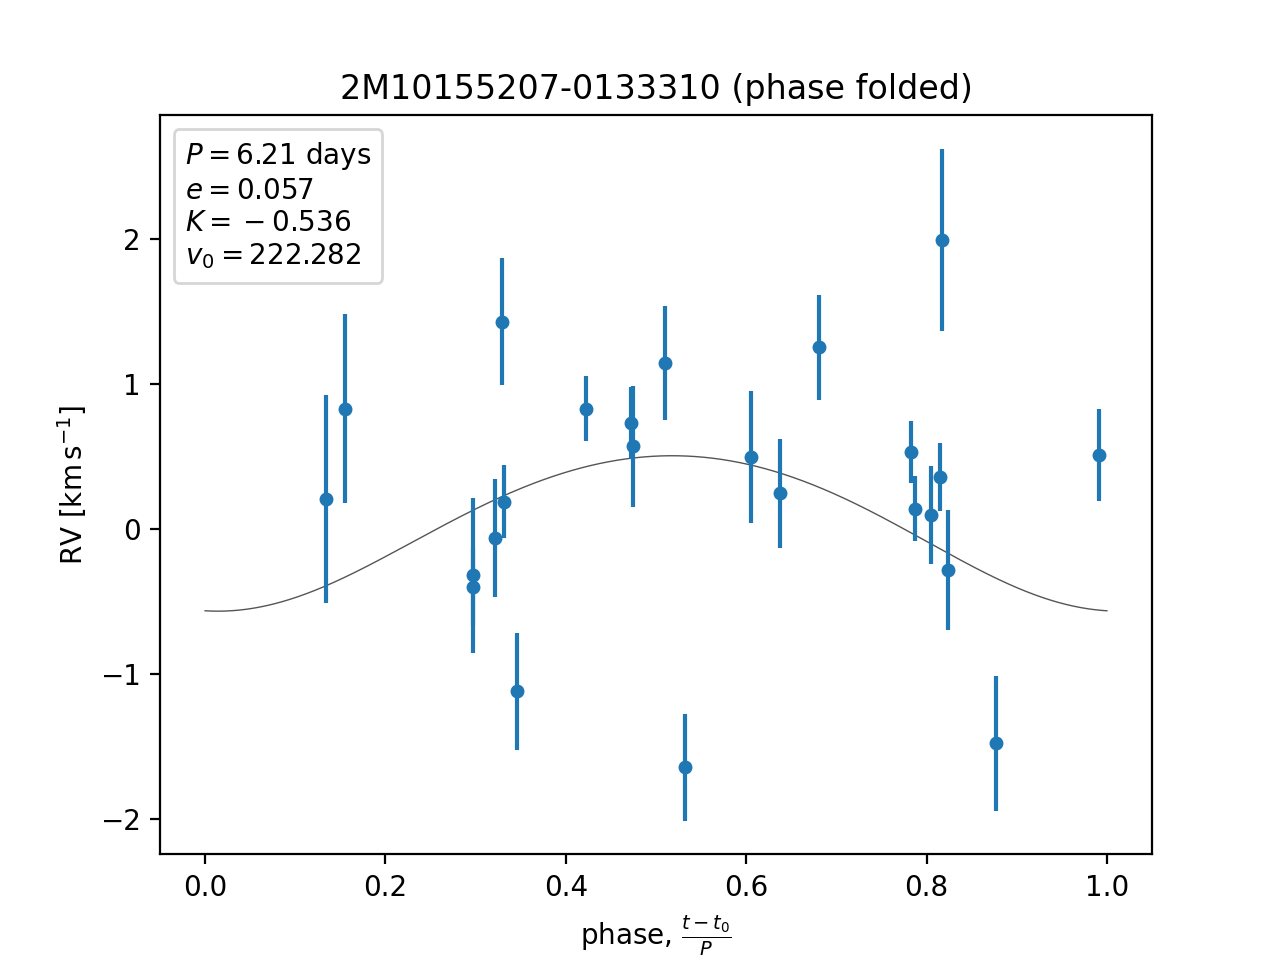 2M10155207-0133310 (phase folded)
P = 6.21 days
e = 0.057
K = −0.536
v₀ = 222.282
RV [km s⁻¹]
2
1
0
−1
−2
0.0 0.2 0.4 0.6 0.8 1.0
phase, (t − t₀)/P